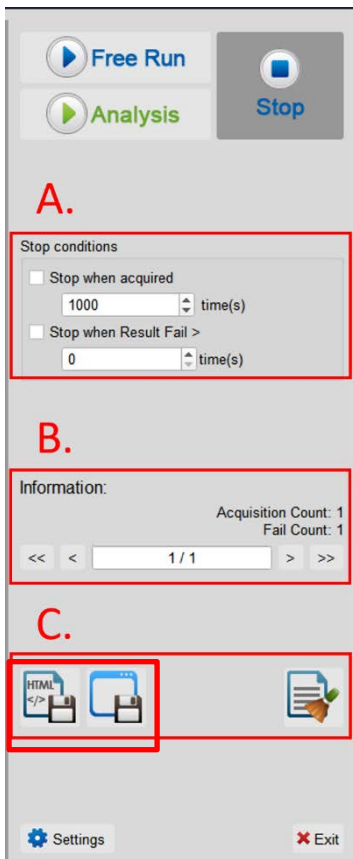 Free Run
Analysis
Stop
A.
Stop conditions
Stop when acquired
1000 time(s)
Stop when Result Fail >
0 time(s)
B.
Information:
Acquisition Count: 1
Fail Count: 1
<< < 1 / 1 > >>
C.
HTML
</>
Settings
Exit